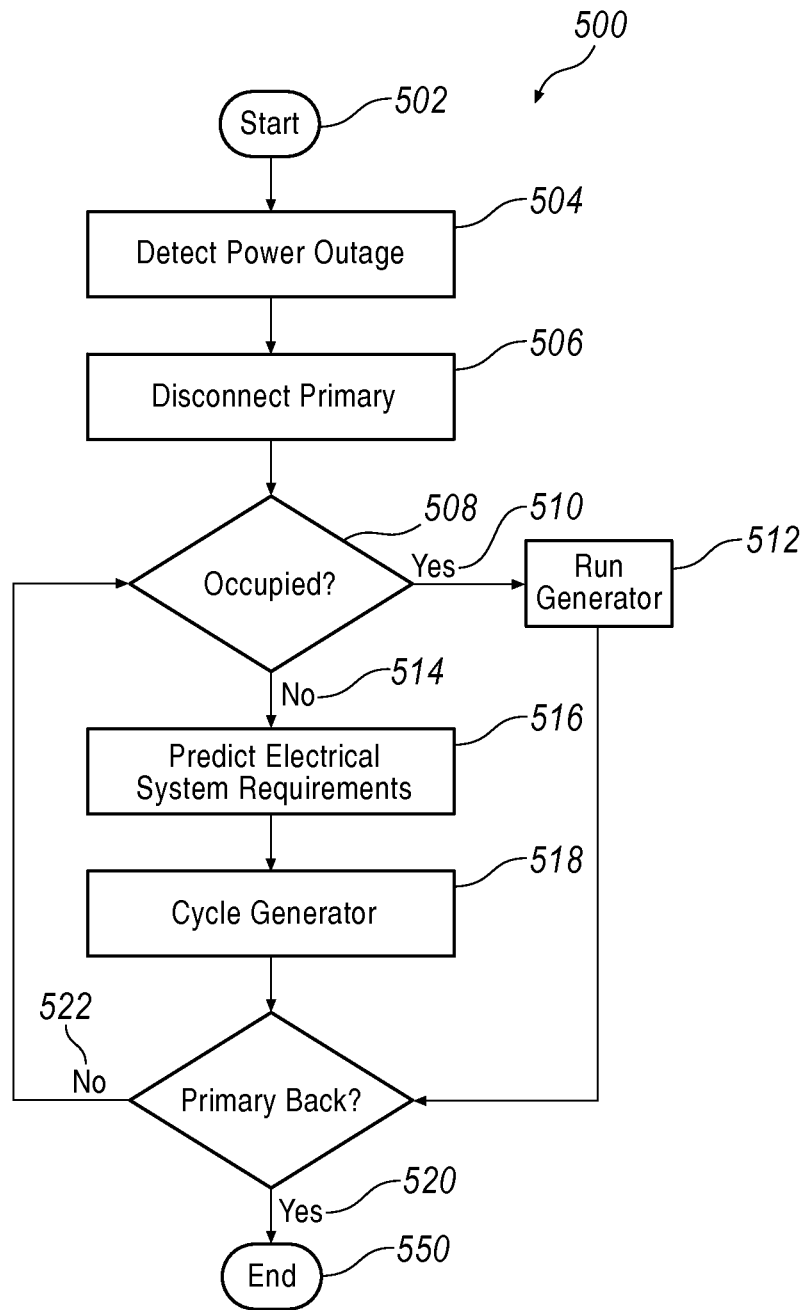 500
502
Start
504
Detect Power Outage
506
Disconnect Primary
508
510
Yes
512
Occupied?
Run
Generator
514
No
516
Predict Electrical
System Requirements
518
Cycle Generator
522
No
Primary Back?
520
Yes
550
End